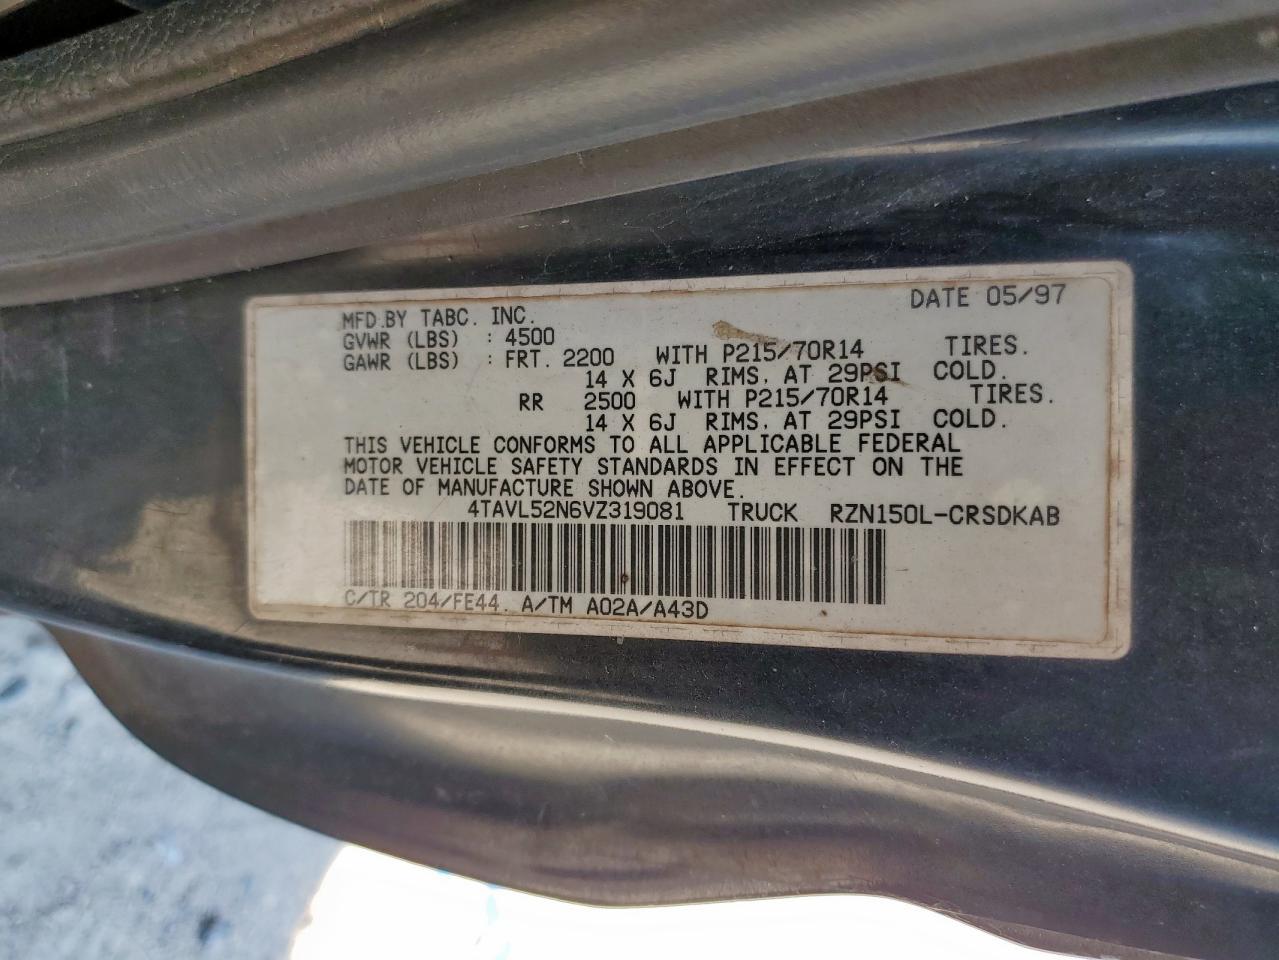 DATE 05/97
MFD.BY TABC. INC.
GVWR (LBS) : 4500
GAWR (LBS) : FRT. 2200 WITH P215/70R14 TIRES.
14 X 6J RIMS, AT 29PSI COLD.
RR 2500 WITH P215/70R14 TIRES.
14 X 6J RIMS, AT 29PSI COLD.
THIS VEHICLE CONFORMS TO ALL APPLICABLE FEDERAL
MOTOR VEHICLE SAFETY STANDARDS IN EFFECT ON THE
DATE OF MANUFACTURE SHOWN ABOVE.
4TAVL52N6VZ319081 TRUCK RZN150L-CRSDKAB
C/TR 204/FE44. A/TM A02A/A43D